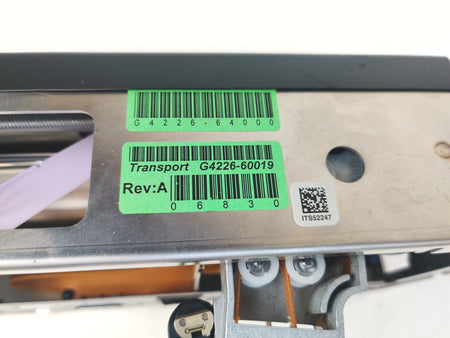 G4226-64000
Transport G4226-60019
Rev:A
06830
ITS52247